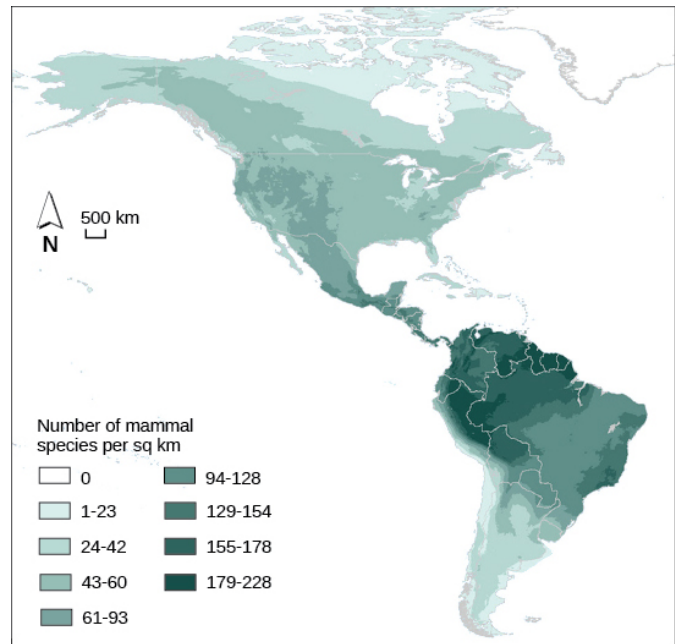 500 km
N
Number of mammal
species per sq km
0
1-23
24-42
43-60
61-93
94-128
129-154
155-178
179-228